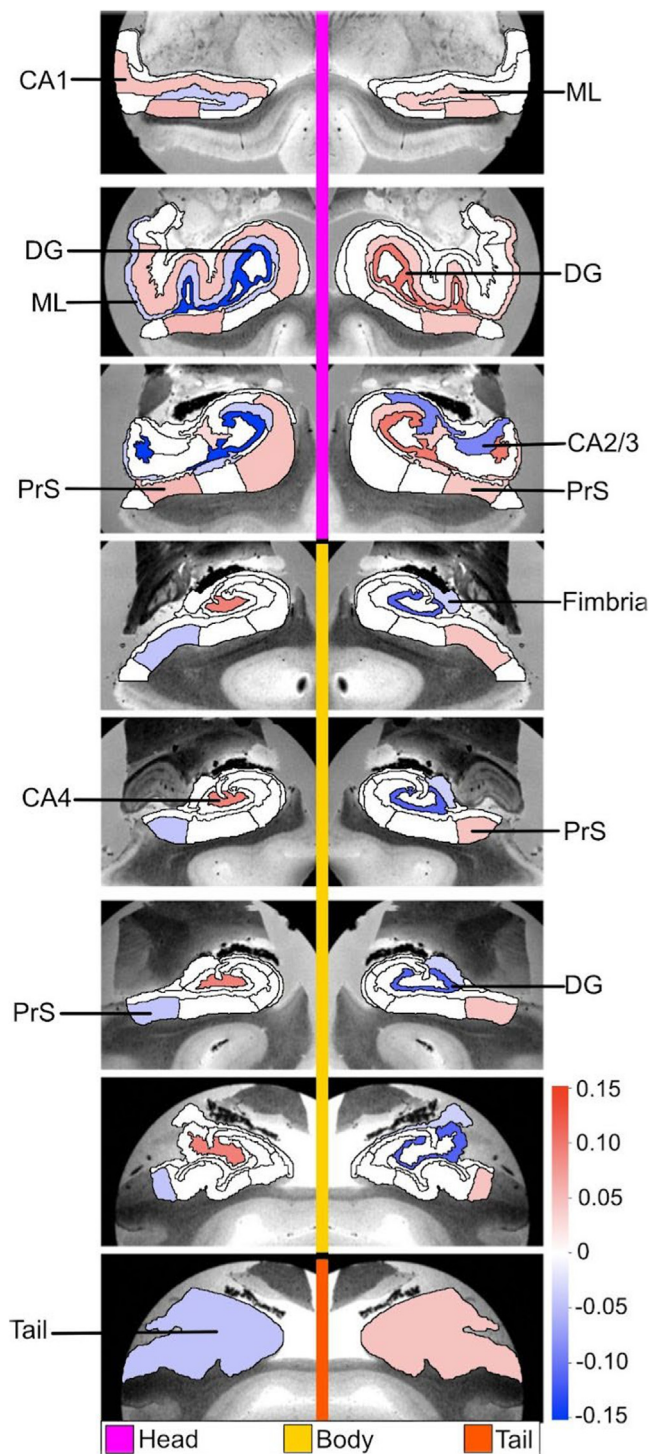 CA1
ML
DG
ML
DG
CA2/3
PrS
PrS
Fimbria
CA4
PrS
PrS
DG
0.15
0.10
0.05
0
-0.05
-0.10
-0.15
Tail
Head
Body
Tail